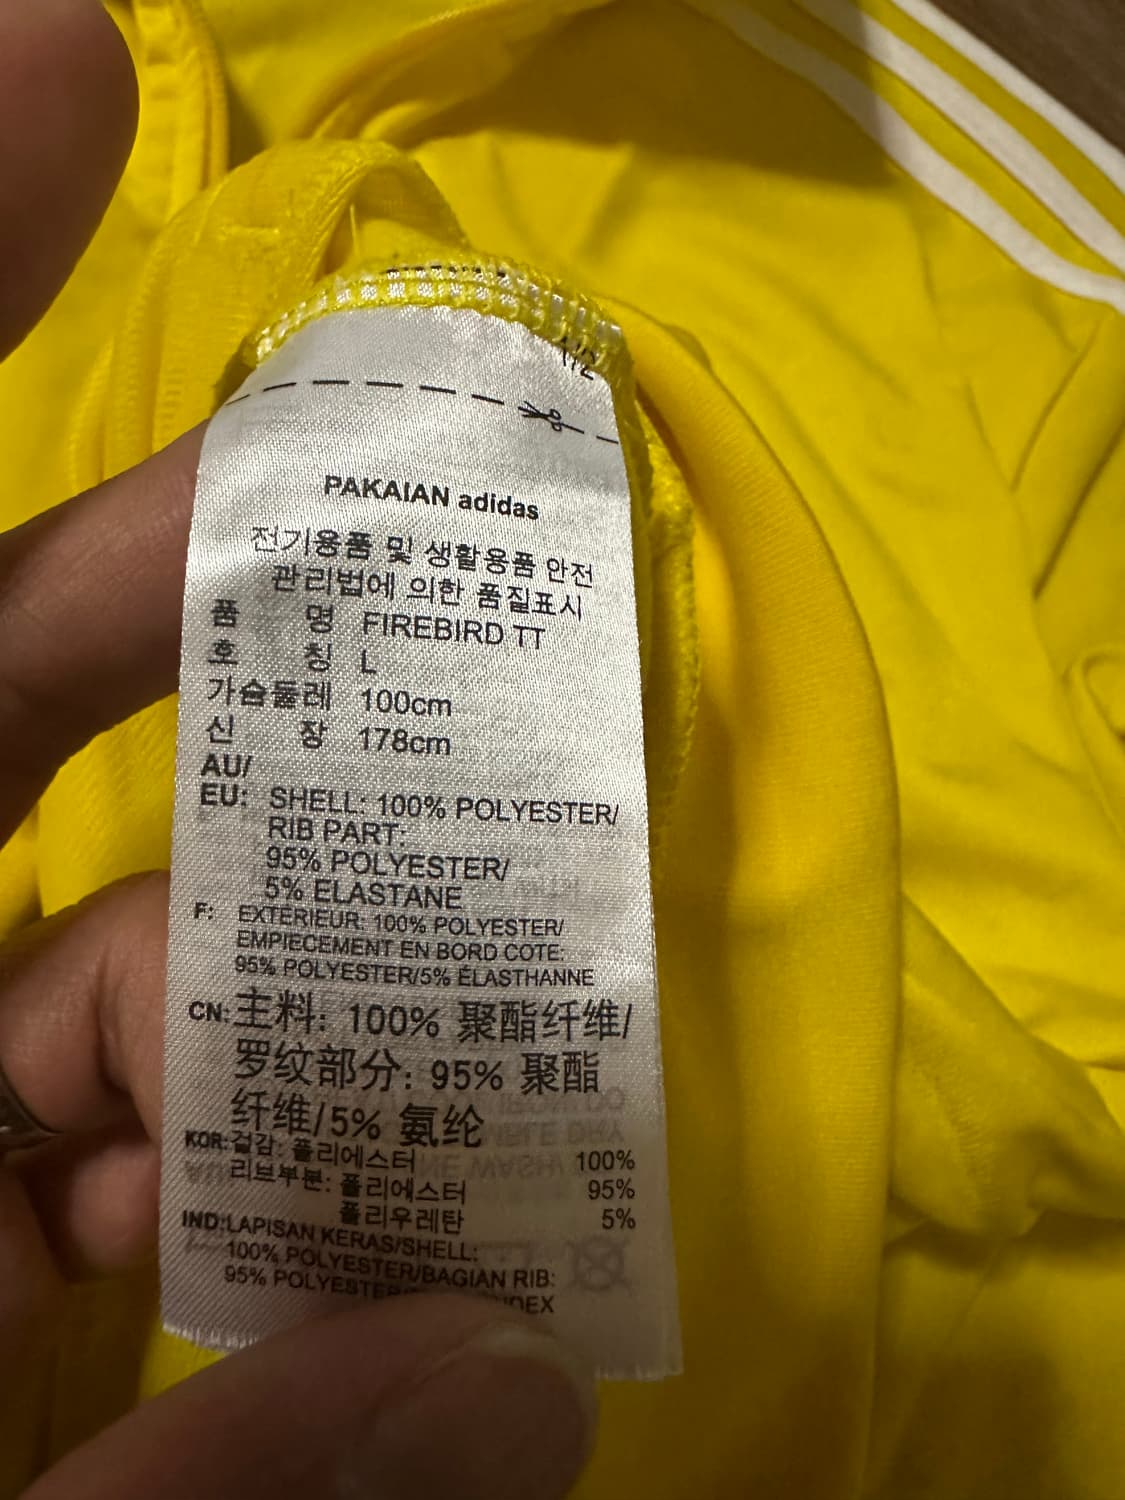 1/2
PAKAIAN adidas
전기용품 및 생활용품 안전
관리법에 의한 품질표시
품 명 FIREBIRD TT
호 칭 L
가슴둘레 100cm
신 장 178cm
AU/
EU: SHELL: 100% POLYESTER/
RIB PART:
95% POLYESTER/
5% ELASTANE
F: EXTÉRIEUR: 100% POLYESTER/
EMPIÈCEMENT EN BORD CÔTE:
95% POLYESTER/5% ÉLASTHANNE
CN: 主料: 100% 聚酯纤维/
罗纹部分: 95% 聚酯
纤维/5% 氨纶
KOR: 겉감: 폴리에스터 100%
리브부분: 폴리에스터 95%
폴리우레탄 5%
IND: LAPISAN KERAS/SHELL:
100% POLYESTER/BAGIAN RIB:
95% POLYESTER